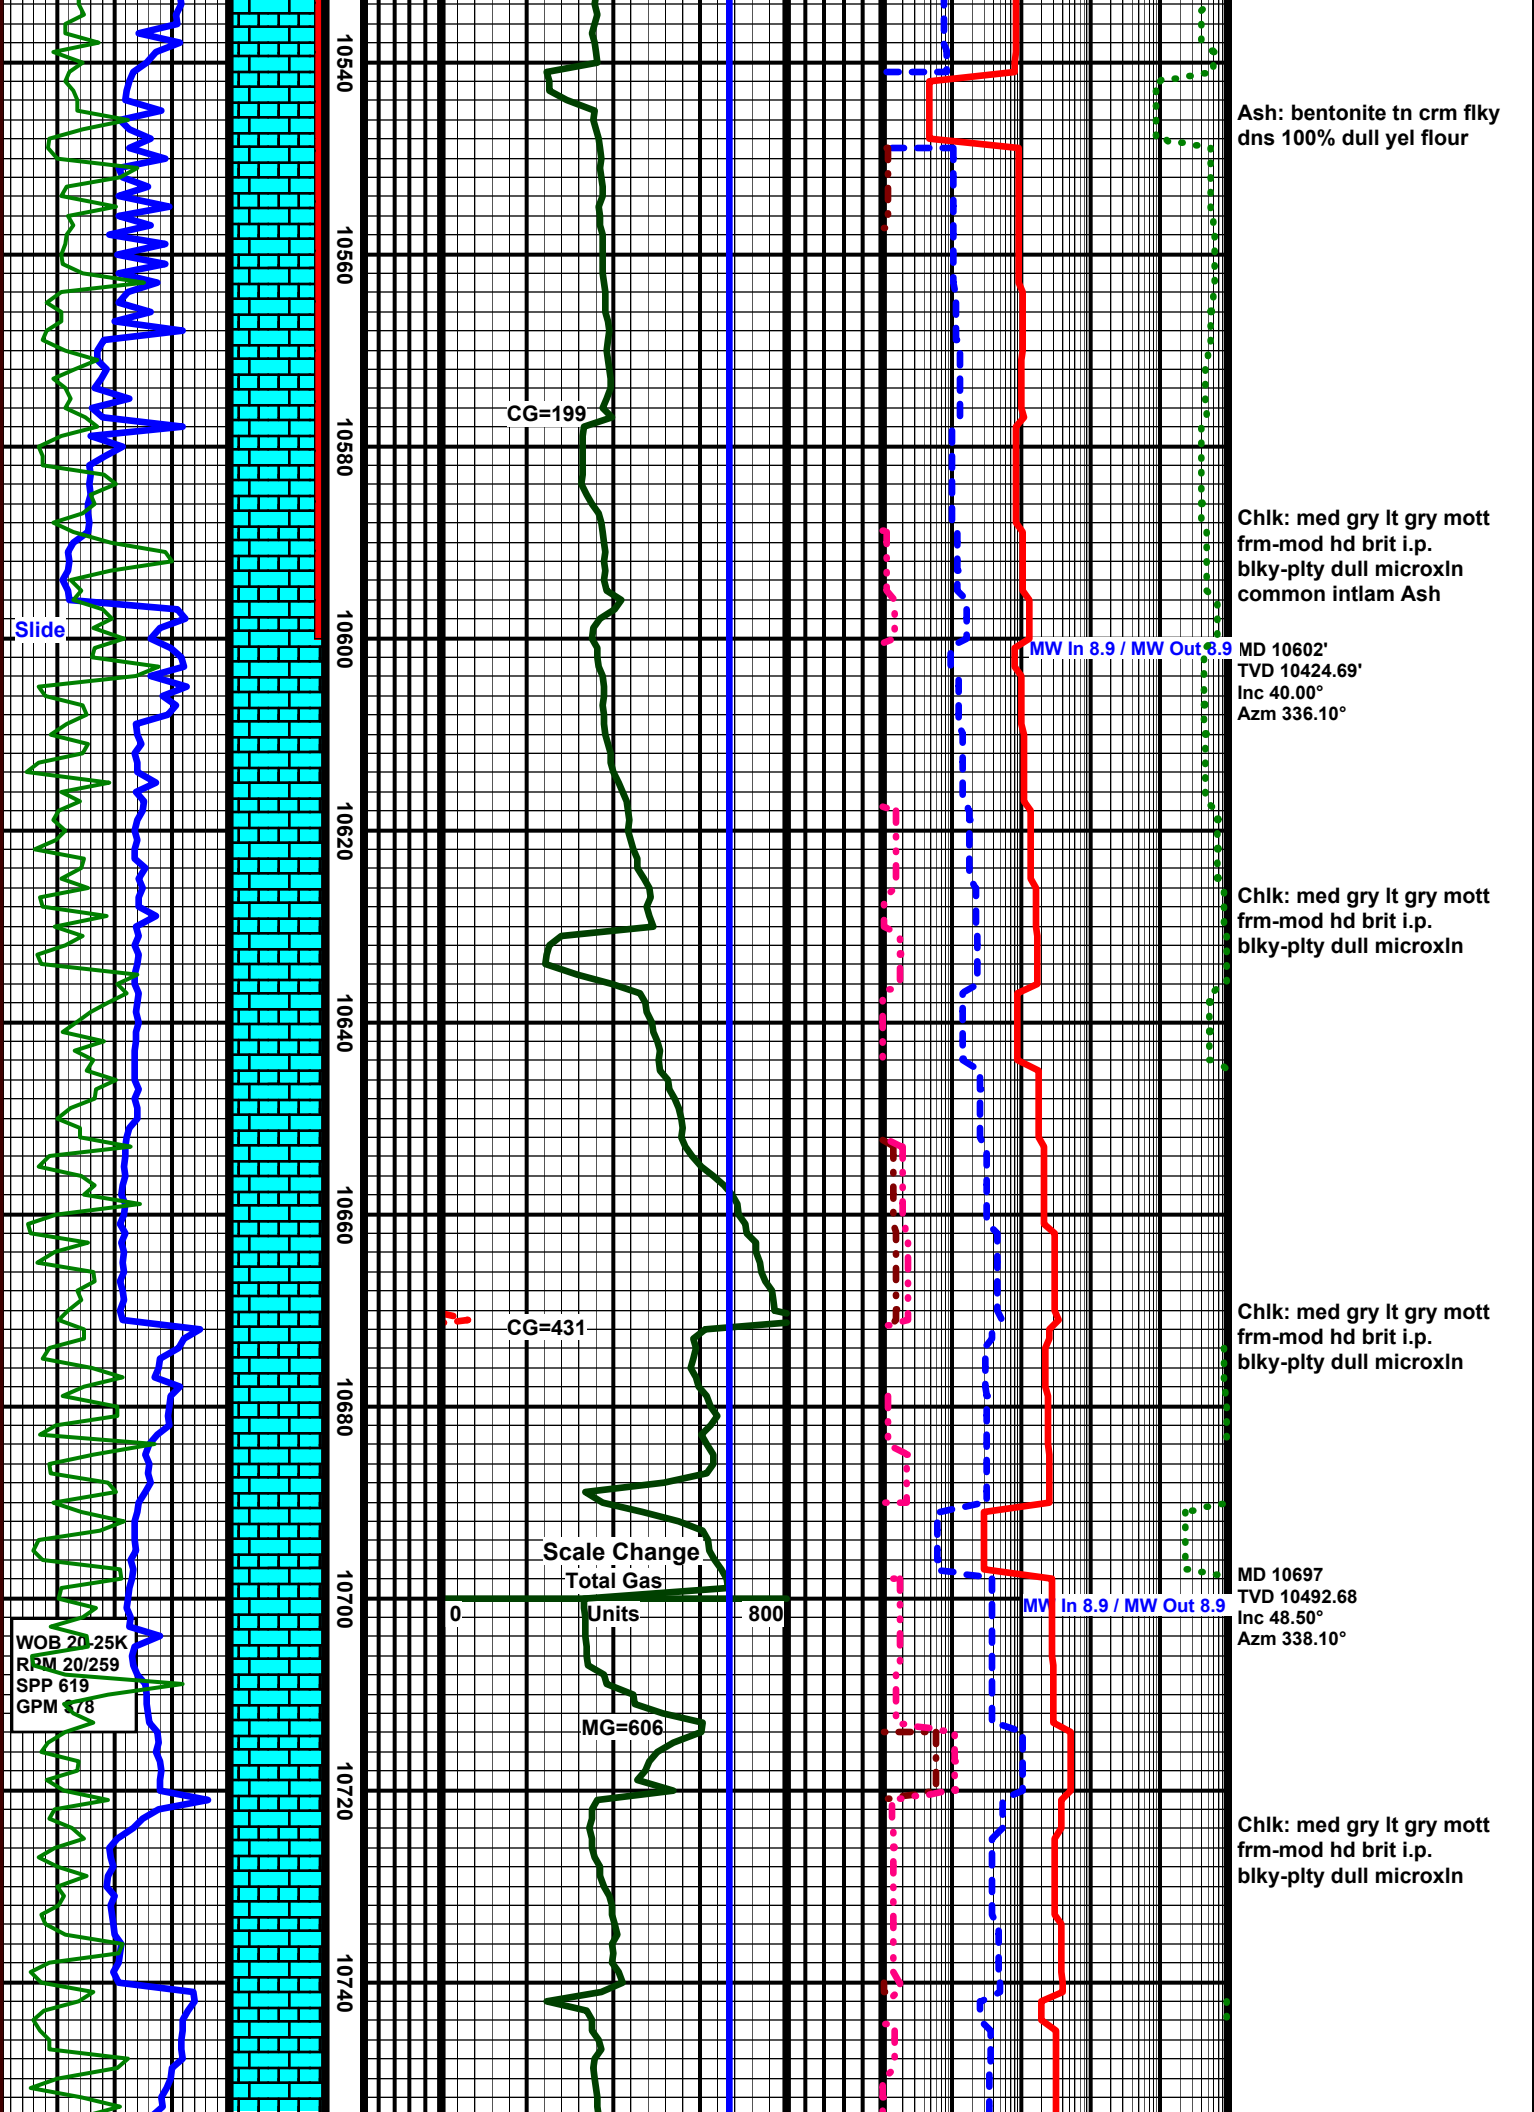 10540
Ash: bentonite tn crm flky
dns 100% dull yel flour
10560
CG=199
10580
Chlk: med gry lt gry mott
frm-mod hd brit i.p.
blky-plty dull microxln
common intlam Ash
Slide
10600
MW In 8.9 / MW Out 8.9
MD 10602'
TVD 10424.69'
Inc 40.00°
Azm 336.10°
10620
Chlk: med gry lt gry mott
frm-mod hd brit i.p.
blky-plty dull microxln
10640
10660
CG=431
Chlk: med gry lt gry mott
frm-mod hd brit i.p.
blky-plty dull microxln
10680
Scale Change
Total Gas
0 Units 800
10700
MW In 8.9 / MW Out 8.9
MD 10697
TVD 10492.68
Inc 48.50°
Azm 338.10°
WOB 20-25K
RPM 20/259
SPP 619
GPM
MG=606
10720
Chlk: med gry lt gry mott
frm-mod hd brit i.p.
blky-plty dull microxln
10740